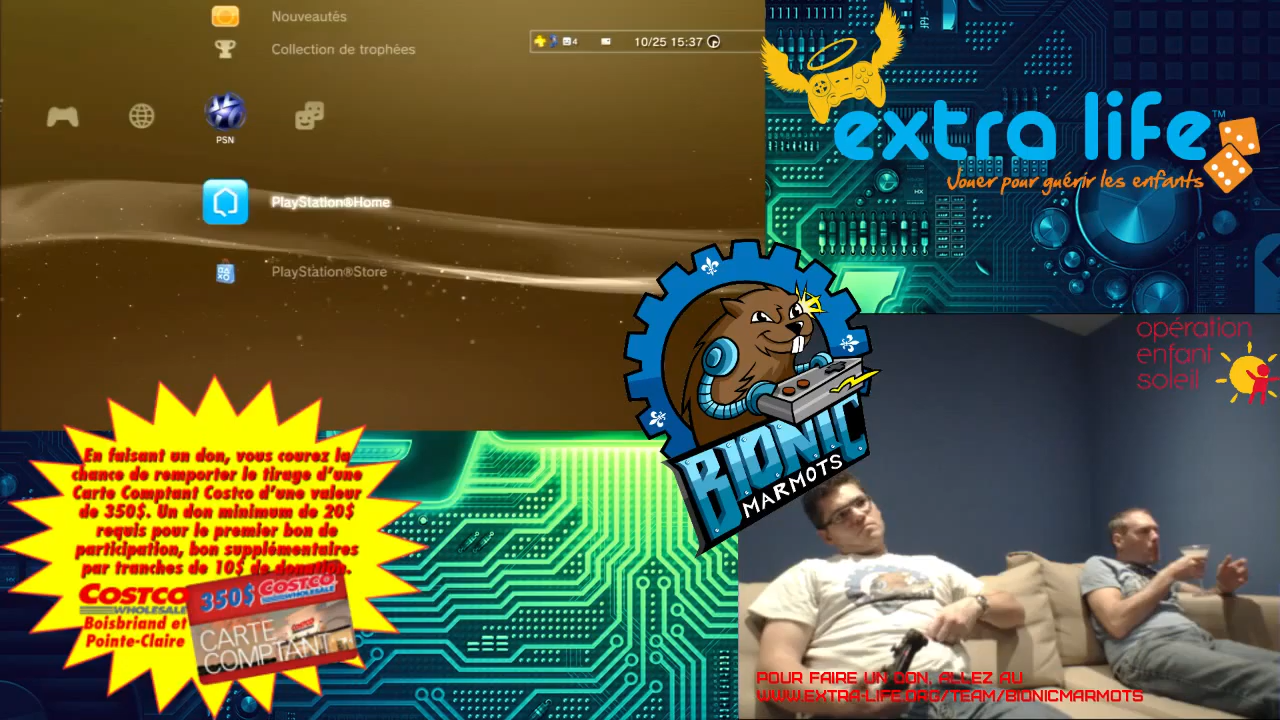 Nouveautés
Collection de trophées
4
10/25 15:37
PSN
PlayStation®Home
PlayStation®Store
extra life™
Jouer pour guérir les enfants
BIONIC
MARMOTS
opération
enfant
soleil
En faisant un don, vous courez la
chance de remporter le tirage d'une
Carte Comptant Costco d'une valeur
de 350$. Un don minimum de 20$
requis pour le premier bon de
participation, bon supplémentaires
par tranches de 10$ de donation.
COSTCO
WHOLESALE
Boisbriand et
Pointe-Claire
350$ COSTCO
WHOLESALE
CARTE
COMPTANT
POUR FAIRE UN DON, ALLEZ AU
WWW.EXTRA-LIFE.ORG/TEAM/BIONICMARMOTS